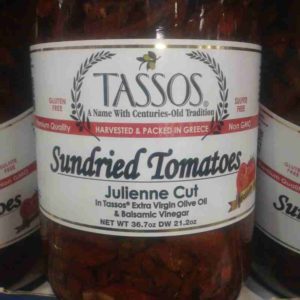 TASSOS®
A Name With Centuries-Old Tradition
GLUTEN FREE
SULFITE FREE
Premium Quality
HARVESTED & PACKED IN GREECE
Non GMO
Sundried Tomatoes
Julienne Cut
In Tassos® Extra Virgin Olive Oil
& Balsamic Vinegar
NET WT 36.7oz DW 21.2oz